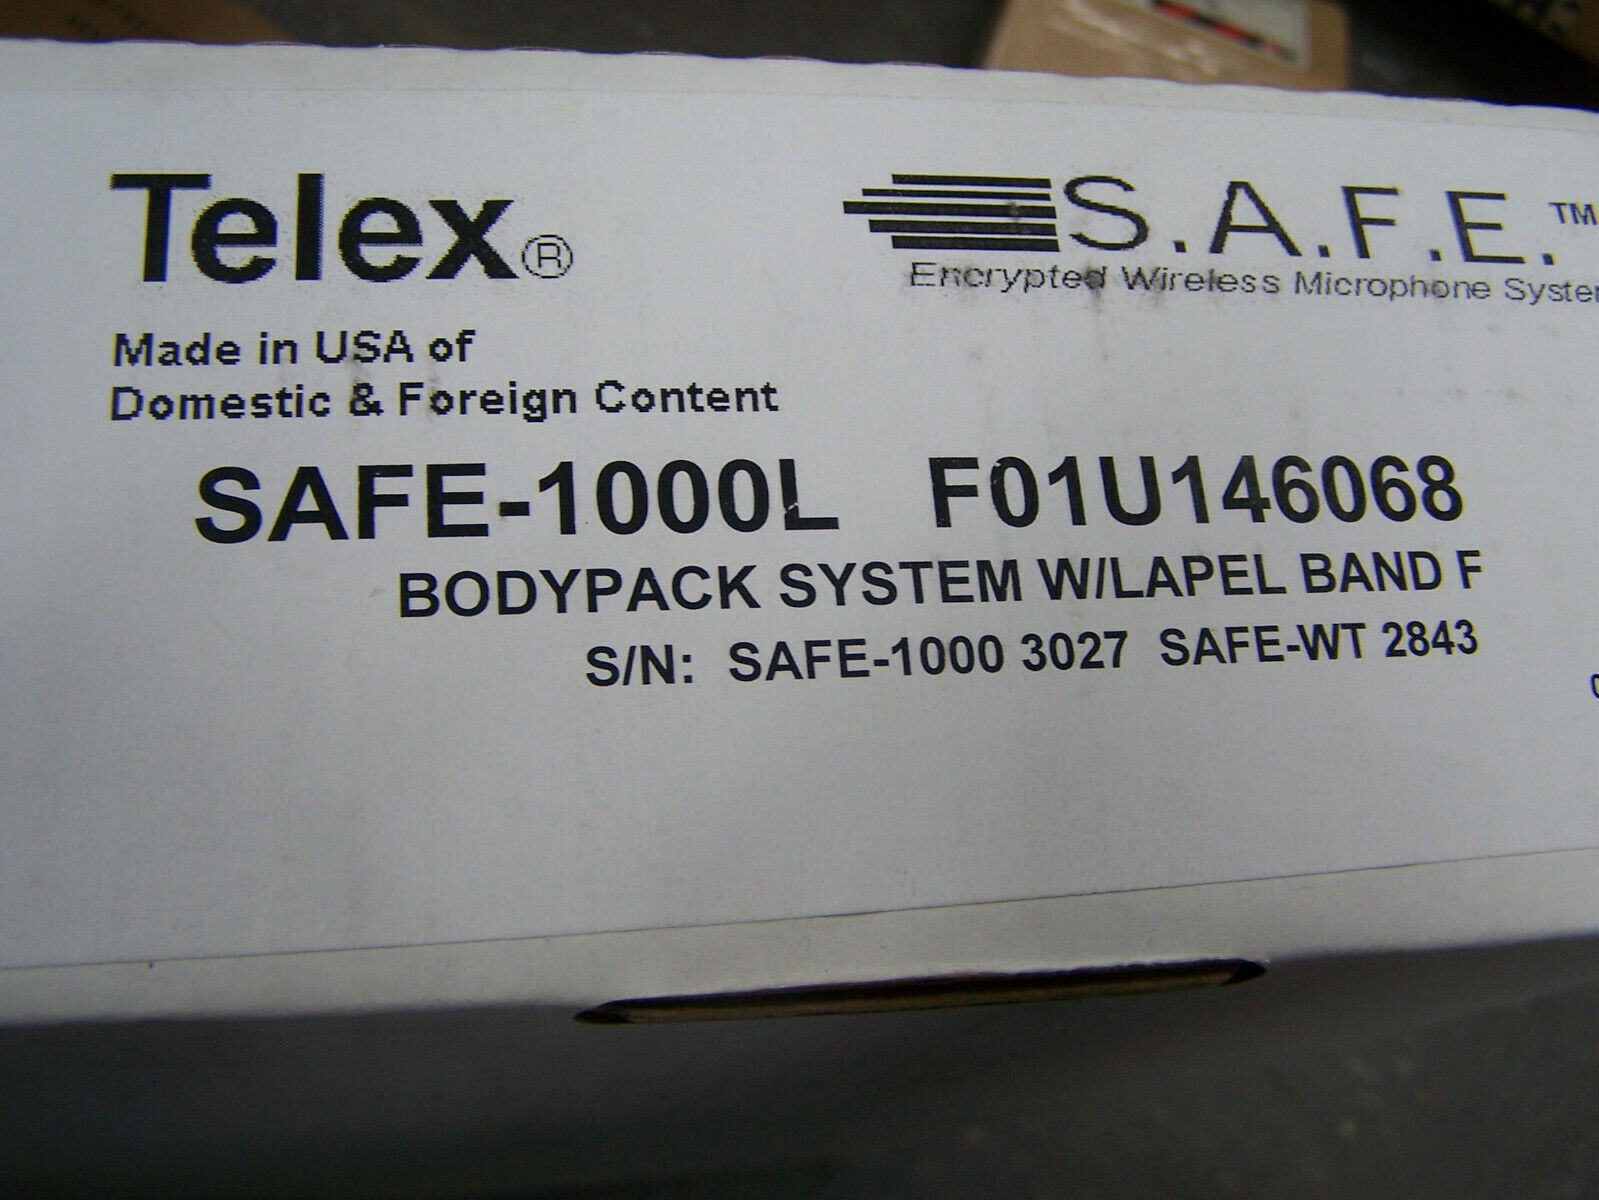 Telex®
S.A.F.E.™
Encrypted Wireless Microphone
Made in USA of
Domestic & Foreign Content
SAFE-1000L F01U146068
BODYPACK SYSTEM W/LAPEL BAND F
S/N: SAFE-1000 3027 SAFE-WT 2843